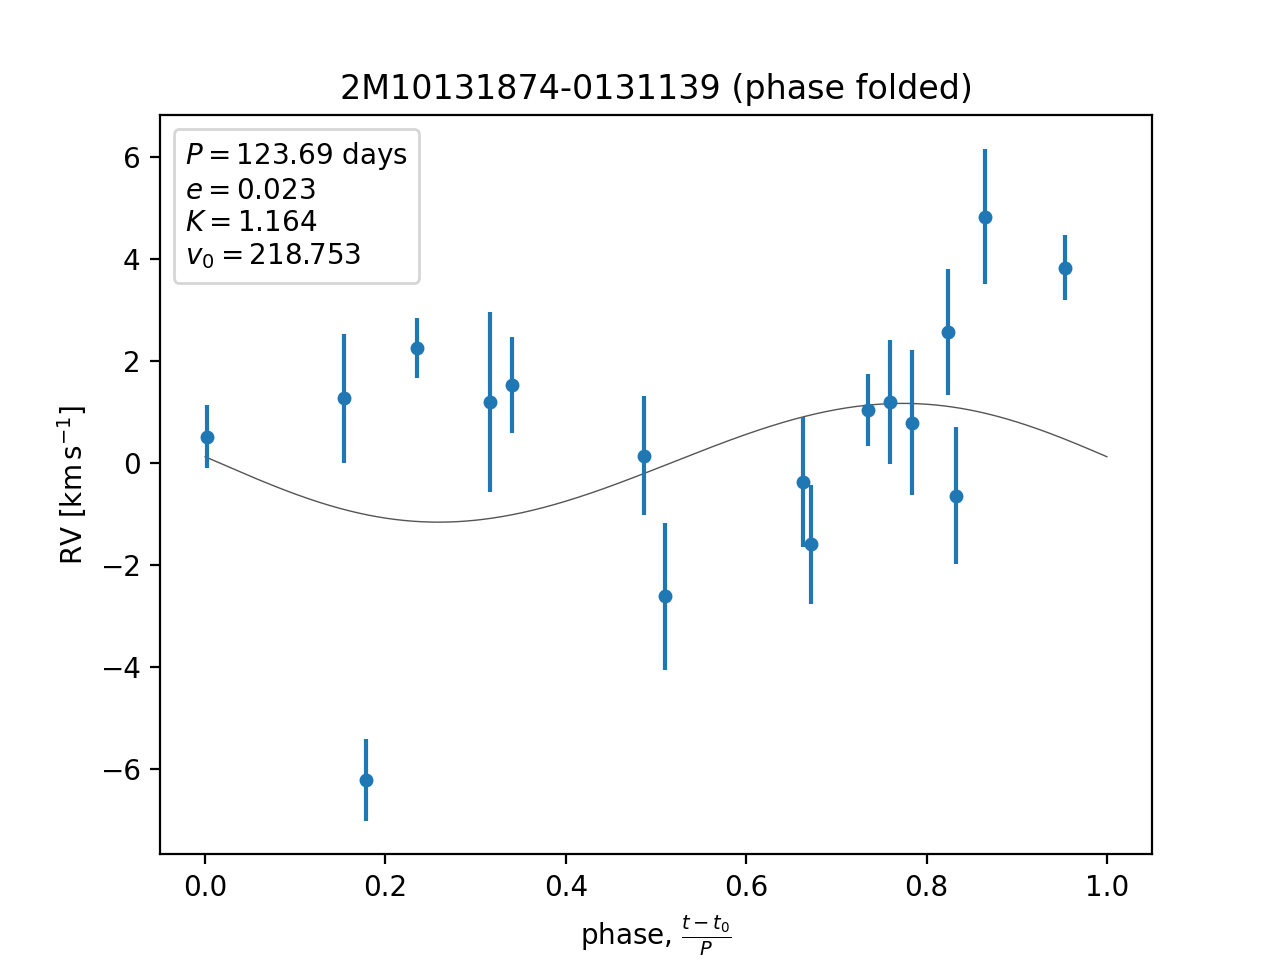 2M10131874-0131139 (phase folded)
P = 123.69 days
e = 0.023
K = 1.164
v₀ = 218.753
6
4
2
0
−2
−4
−6
RV [km s⁻¹]
0.0 0.2 0.4 0.6 0.8 1.0
phase, (t − t₀)/P